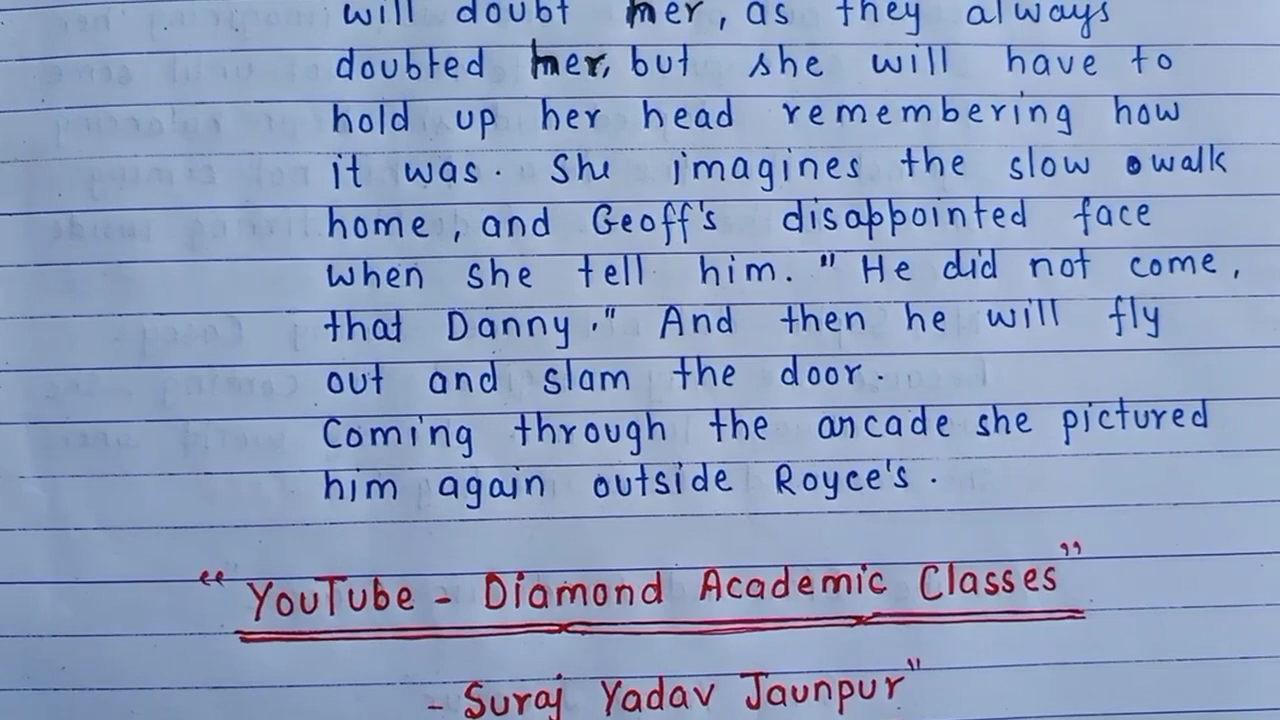 will doubt her, as they always
doubted her, but she will have to
hold up her head remembering how
it was. She imagines the slow walk
home, and Geoff's disappointed face
when she tell him. " He did not come,
that Danny." And then he will fly
out and slam the door.
Coming through the arcade she pictured
him again outside Royce's.
“ YouTube - Diamond Academic Classes ”
- Suraj Yadav Jaunpur"